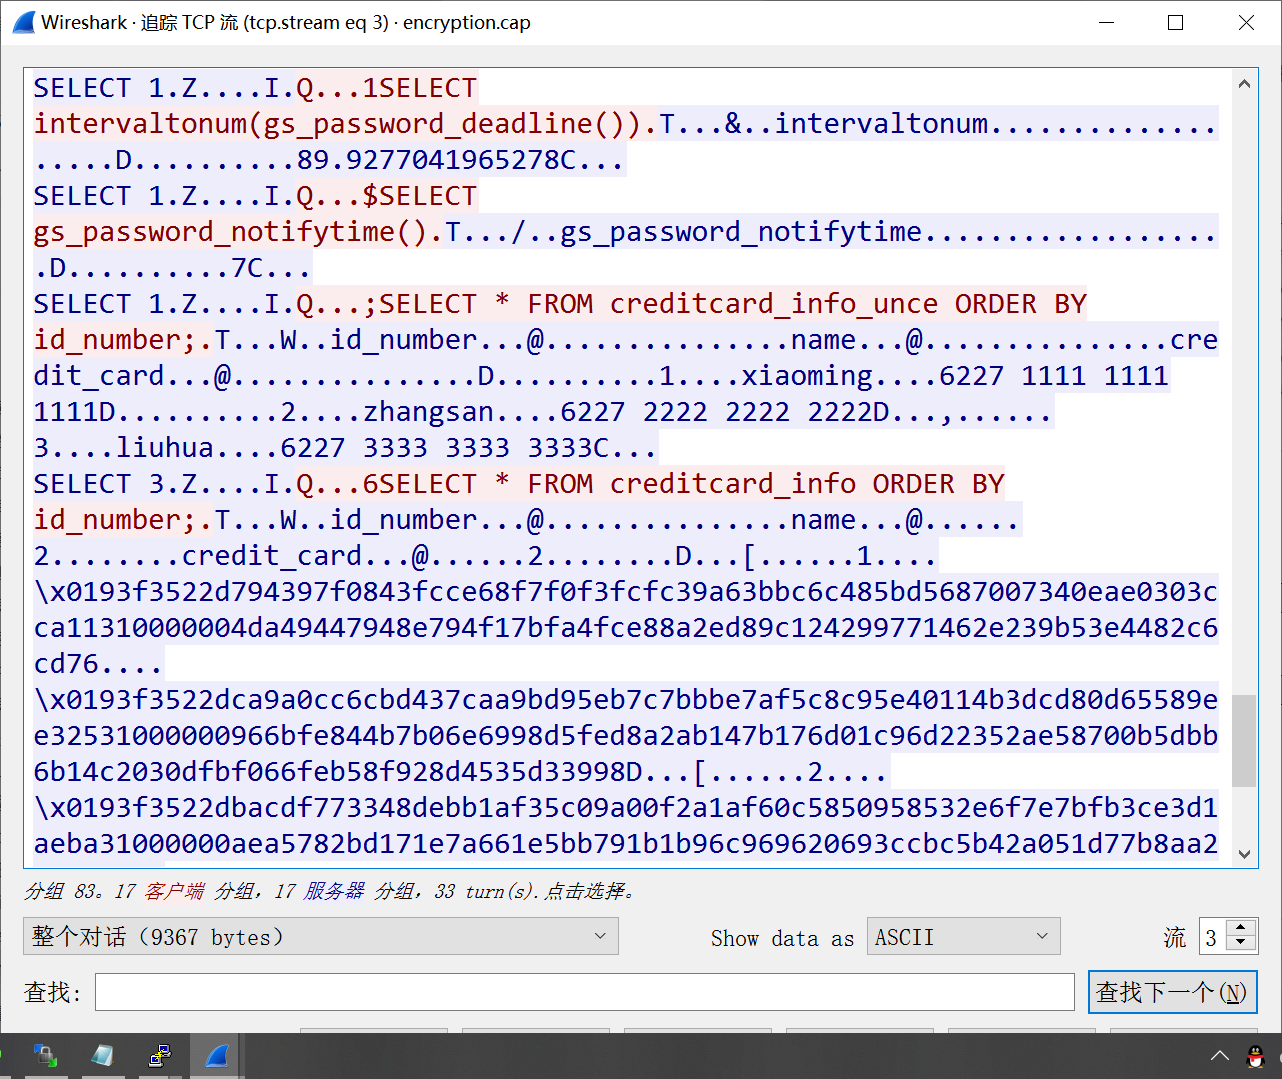 Wireshark · 追踪 TCP 流 (tcp.stream eq 3) · encryption.cap
SELECT 1.Z....I.Q...1SELECT
intervaltonum(gs_password_deadline()).T...&..intervaltonum..............
.....D..........89.9277041965278C...
SELECT 1.Z....I.Q...$SELECT
gs_password_notifytime().T.../..gs_password_notifytime..................
.D..........7C...
SELECT 1.Z....I.Q...;SELECT * FROM creditcard_info_unce ORDER BY
id_number;.T...W..id_number...@...............name...@...............cre
dit_card...@...............D..........1....xiaoming....6227 1111 1111
1111D..........2....zhangsan....6227 2222 2222 2222D...,......
3....liuhua....6227 3333 3333 3333C...
SELECT 3.Z....I.Q...6SELECT * FROM creditcard_info ORDER BY
id_number;.T...W..id_number...@...............name...@......
2........credit_card...@......2........D...[......1....
\x0193f3522d794397f0843fcce68f7f0f3fcfc39a63bbc6c485bd5687007340eae0303c
ca11310000004da49447948e794f17bfa4fce88a2ed89c124299771462e239b53e4482c6
cd76....
\x0193f3522dca9a0cc6cbd437caa9bd95eb7c7bbbe7af5c8c95e40114b3dcd80d65589e
e32531000000966bfe844b7b06e6998d5fed8a2ab147b176d01c96d22352ae58700b5dbb
6b14c2030dfbf066feb58f928d4535d33998D...[......2....
\x0193f3522dbacdf773348debb1af35c09a00f2a1af60c5850958532e6f7e7bfb3ce3d1
aeba31000000aea5782bd171e7a661e5bb791b1b96c969620693ccbc5b42a051d77b8aa2
分组 83。17 客户端 分组，17 服务器 分组，33 turn(s).点击选择。
整个对话（9367 bytes）
Show data as
ASCII
流
3
查找:
查找下一个(N)